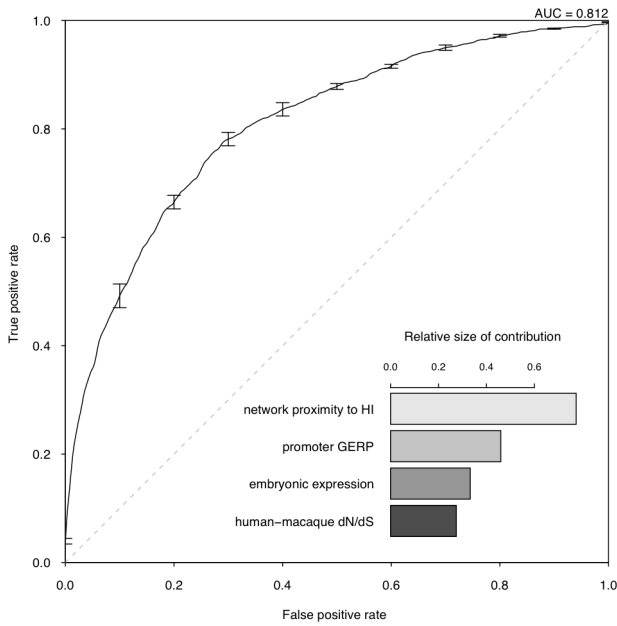 AUC = 0.812
1.0
0.8
0.6
0.4
0.2
0.0
True positive rate
Relative size of contribution
0.0 0.2 0.4 0.6
network proximity to HI
promoter GERP
embryonic expression
human−macaque dN/dS
0.0 0.2 0.4 0.6 0.8 1.0
False positive rate